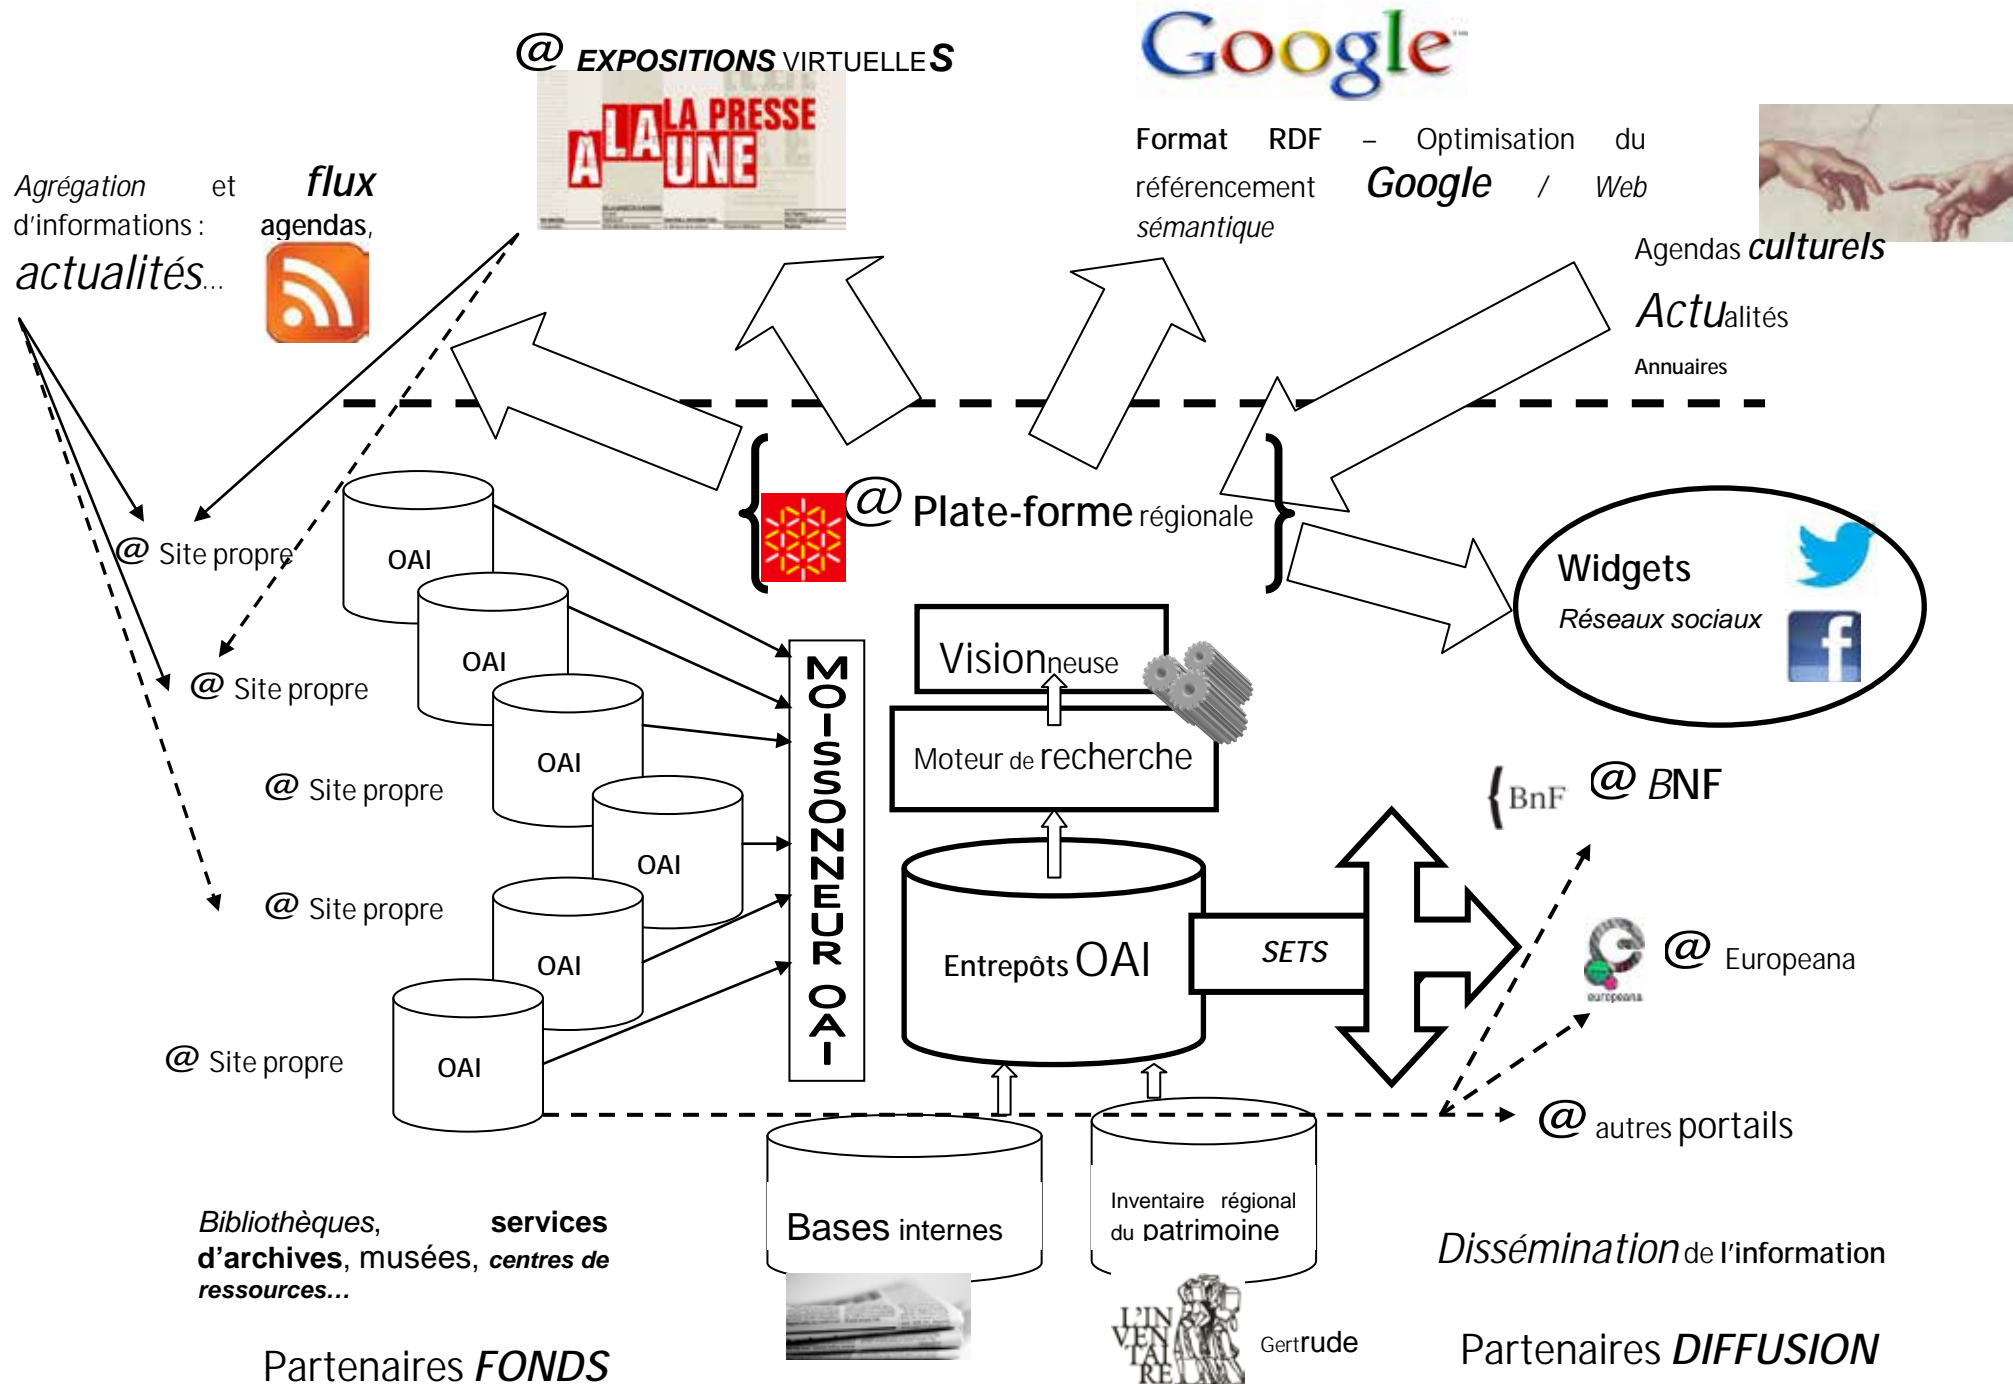 @ EXPOSITIONS VIRTUELLES
À LA UNE
LA PRESSE
Google
Format RDF – Optimisation du
référencement Google / Web
sémantique
Agrégation et flux
d'informations : agendas,
actualités...
Agendas culturels
Actualités
Annuaires
@ Plate-forme régionale
@ Site propre
@ Site propre
@ Site propre
@ Site propre
@ Site propre
OAI
OAI
OAI
OAI
OAI
OAI
MOISSONNEUR OAI
Visionneuse
Moteur de recherche
Entrepôts OAI
SETS
Widgets
Réseaux sociaux
f
BnF
@ BNF
europeana
@ Europeana
@ autres portails
Bases internes
Inventaire régional
du patrimoine
L'INVENTAIRE
Gertrude
Bibliothèques, services
d'archives, musées, centres de
ressources...
Partenaires FONDS
Dissémination de l'information
Partenaires DIFFUSION